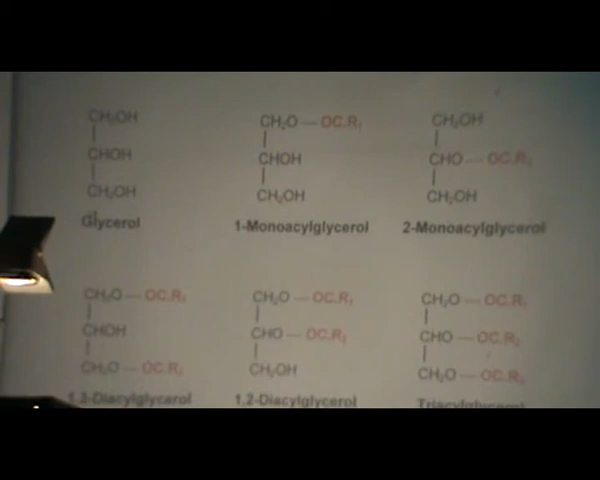 CH₂OH
CHOH
CH₂OH
Glycerol
CH₂O — OC.R₁
CHOH
CH₂OH
1-Monoacylglycerol
CH₂OH
CHO — OC.R₂
CH₂OH
2-Monoacylglycerol
CH₂O — OC.R₁
CHOH
CH₂O — OC.R₂
1,3-Diacylglycerol
CH₂O — OC.R₁
CHO — OC.R₂
CH₂OH
1,2-Diacylglycerol
CH₂O — OC.R₁
CHO — OC.R₂
CH₂O — OC.R₃
Triacylglycerol